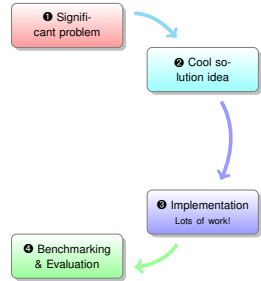 ❶ Signifi-
cant problem
❷ Cool so-
lution idea
❸ Implementation
Lots of work!
❹ Benchmarking
& Evaluation